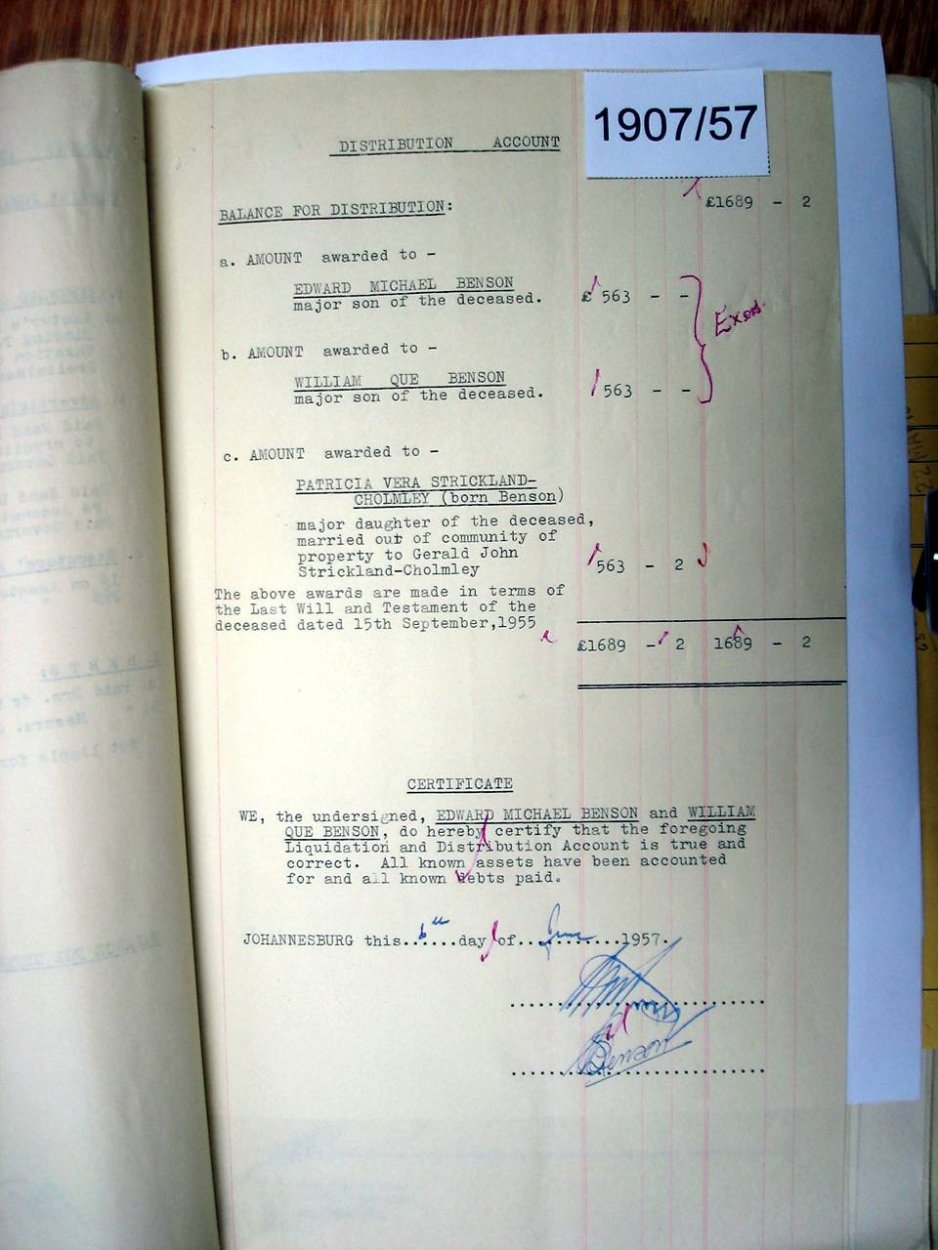 1907/57
DISTRIBUTION ACCOUNT
BALANCE FOR DISTRIBUTION: £1689 - 2
a. AMOUNT awarded to -
EDWARD MICHAEL BENSON
major son of the deceased. £ 563 - -
Exon.
b. AMOUNT awarded to -
WILLIAM QUE BENSON
major son of the deceased. 563 - -
c. AMOUNT awarded to -
PATRICIA VERA STRICKLAND-
CHOLMLEY (born Benson)
major daughter of the deceased,
married out of community of
property to Gerald John
Strickland-Cholmley 563 - 2
The above awards are made in terms of
the Last Will and Testament of the
deceased dated 15th September,1955
£1689 - 2 1689 - 2
CERTIFICATE
WE, the undersigned, EDWARD MICHAEL BENSON and WILLIAM
QUE BENSON, do hereby certify that the foregoing
Liquidation and Distribution Account is true and
correct. All known assets have been accounted
for and all known debts paid.
JOHANNESBURG this..6th....day of...June.......1957.
Benson